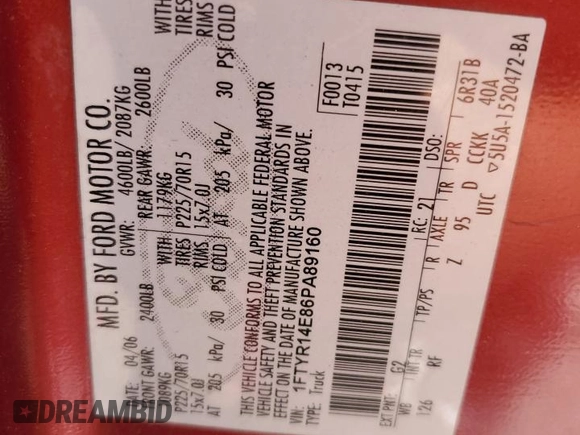 MFD. BY FORD MOTOR CO.
DATE: 04/06 GVWR: 4600LB/ 2087KG
FRONT GAWR: 2400LB REAR GAWR: 2600LB
1089KG WITH 1179KG WITH
P225/70R15 TIRES P225/70R15 TIRES
15x7.0J RIMS 15x7.0J RIMS
AT 205 kPa/ 30 PSI COLD AT 205 kPa/ 30 PSI COLD
THIS VEHICLE CONFORMS TO ALL APPLICABLE FEDERAL MOTOR
VEHICLE SAFETY AND THEFT PREVENTION STANDARDS IN
EFFECT ON THE DATE OF MANUFACTURE SHOWN ABOVE.
VIN: 1FTYR14E86PA89160
TYPE: Truck
F0013
T0415
EXT PNT: G2 RC: 21 DSO:
WB INT TR TP/PS R AXLE TR SPR
126 RF Z 95 D CCKK 6R31B
40A
UTC ▽5U5A-1520472-BA
DREAMBID